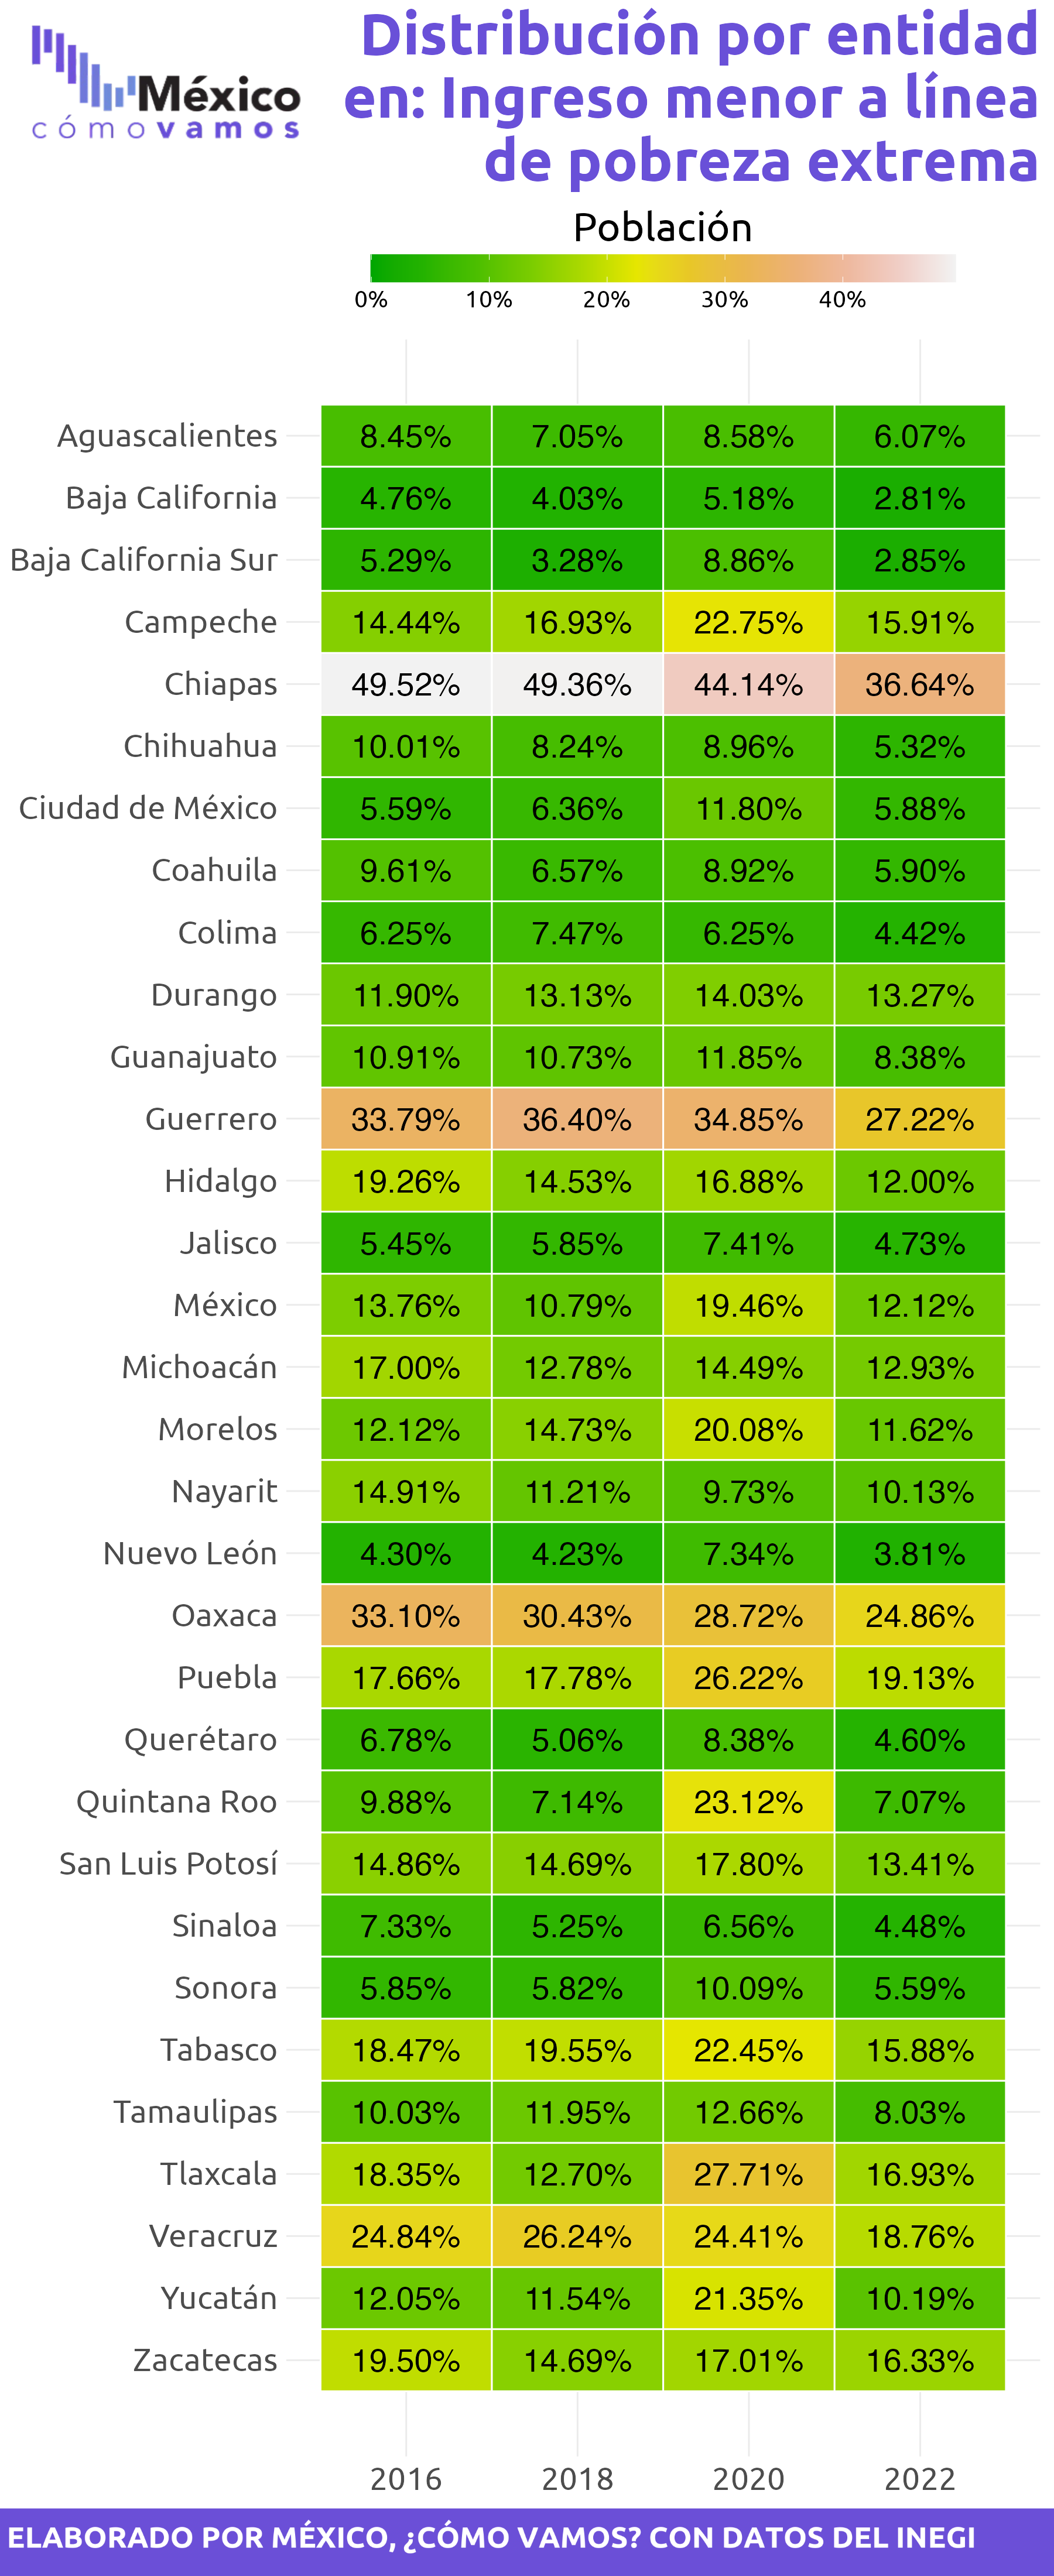 México
cómovamos
Distribución por entidad
en: Ingreso menor a línea
de pobreza extrema
Población
0% 10% 20% 30% 40%
Aguascalientes 8.45% 7.05% 8.58% 6.07%
Baja California 4.76% 4.03% 5.18% 2.81%
Baja California Sur 5.29% 3.28% 8.86% 2.85%
Campeche 14.44% 16.93% 22.75% 15.91%
Chiapas 49.52% 49.36% 44.14% 36.64%
Chihuahua 10.01% 8.24% 8.96% 5.32%
Ciudad de México 5.59% 6.36% 11.80% 5.88%
Coahuila 9.61% 6.57% 8.92% 5.90%
Colima 6.25% 7.47% 6.25% 4.42%
Durango 11.90% 13.13% 14.03% 13.27%
Guanajuato 10.91% 10.73% 11.85% 8.38%
Guerrero 33.79% 36.40% 34.85% 27.22%
Hidalgo 19.26% 14.53% 16.88% 12.00%
Jalisco 5.45% 5.85% 7.41% 4.73%
México 13.76% 10.79% 19.46% 12.12%
Michoacán 17.00% 12.78% 14.49% 12.93%
Morelos 12.12% 14.73% 20.08% 11.62%
Nayarit 14.91% 11.21% 9.73% 10.13%
Nuevo León 4.30% 4.23% 7.34% 3.81%
Oaxaca 33.10% 30.43% 28.72% 24.86%
Puebla 17.66% 17.78% 26.22% 19.13%
Querétaro 6.78% 5.06% 8.38% 4.60%
Quintana Roo 9.88% 7.14% 23.12% 7.07%
San Luis Potosí 14.86% 14.69% 17.80% 13.41%
Sinaloa 7.33% 5.25% 6.56% 4.48%
Sonora 5.85% 5.82% 10.09% 5.59%
Tabasco 18.47% 19.55% 22.45% 15.88%
Tamaulipas 10.03% 11.95% 12.66% 8.03%
Tlaxcala 18.35% 12.70% 27.71% 16.93%
Veracruz 24.84% 26.24% 24.41% 18.76%
Yucatán 12.05% 11.54% 21.35% 10.19%
Zacatecas 19.50% 14.69% 17.01% 16.33%
2016 2018 2020 2022
ELABORADO POR MÉXICO, ¿CÓMO VAMOS? CON DATOS DEL INEGI